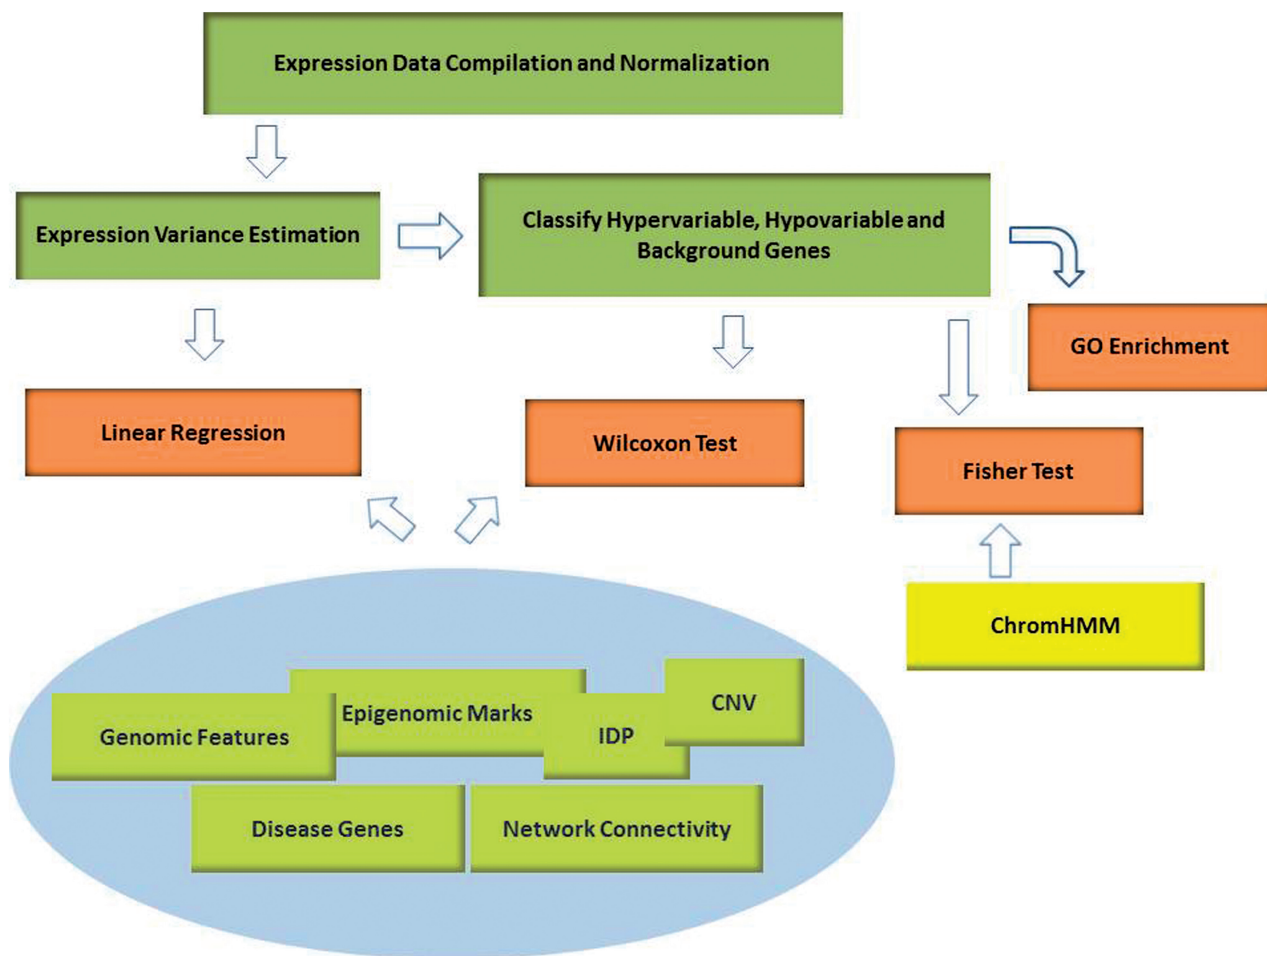 Expression Data Compilation and Normalization
Expression Variance Estimation
Classify Hypervariable, Hypovariable and
Background Genes
GO Enrichment
Linear Regression
Wilcoxon Test
Fisher Test
ChromHMM
Genomic Features
Epigenomic Marks
IDP
CNV
Disease Genes
Network Connectivity